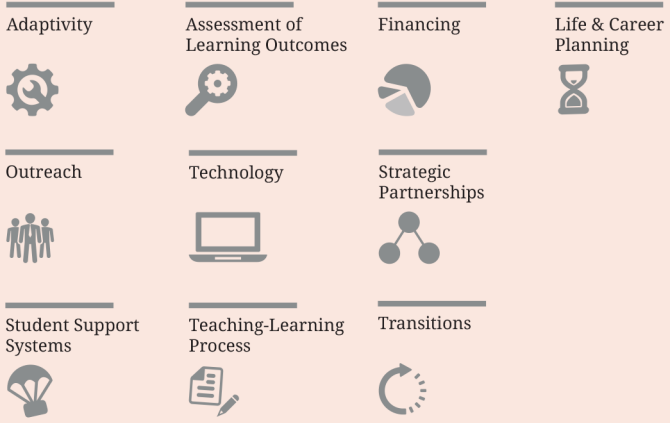 Adaptivity
Assessment of
Learning Outcomes
Financing
Life & Career
Planning
Outreach
Technology
Strategic
Partnerships
Student Support
Systems
Teaching-Learning
Process
Transitions